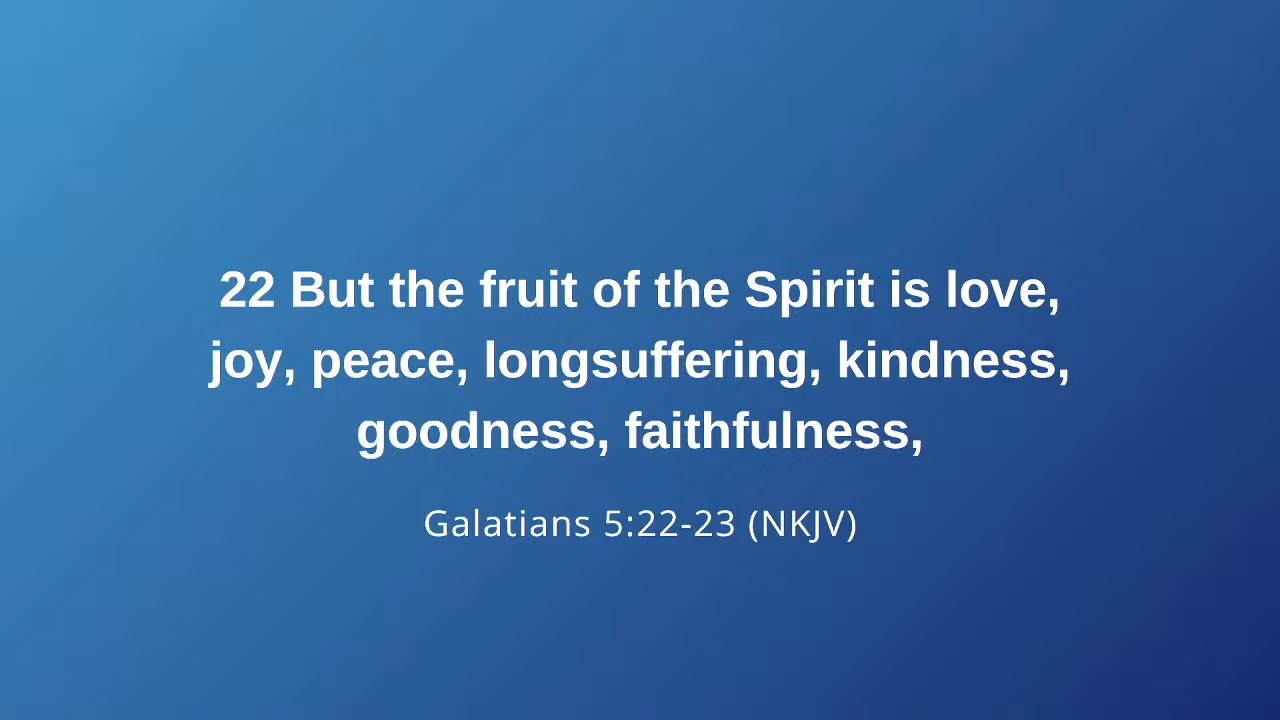 22 But the fruit of the Spirit is love,
joy, peace, longsuffering, kindness,
goodness, faithfulness,
Galatians 5:22-23 (NKJV)